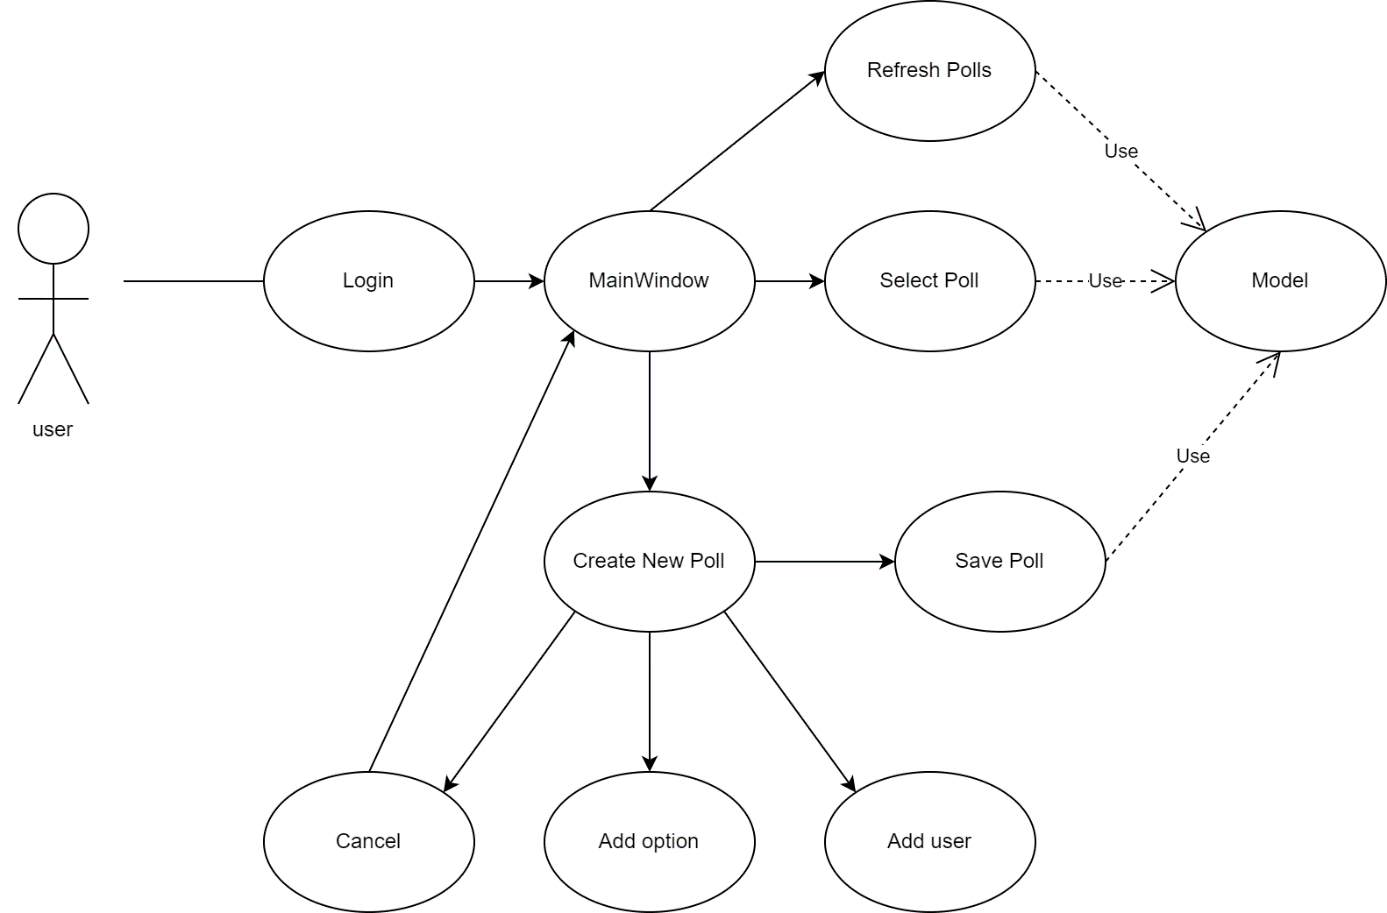 Refresh Polls
Use
Login
MainWindow
Select Poll
Use
Model
user
Use
Create New Poll
Save Poll
Cancel
Add option
Add user